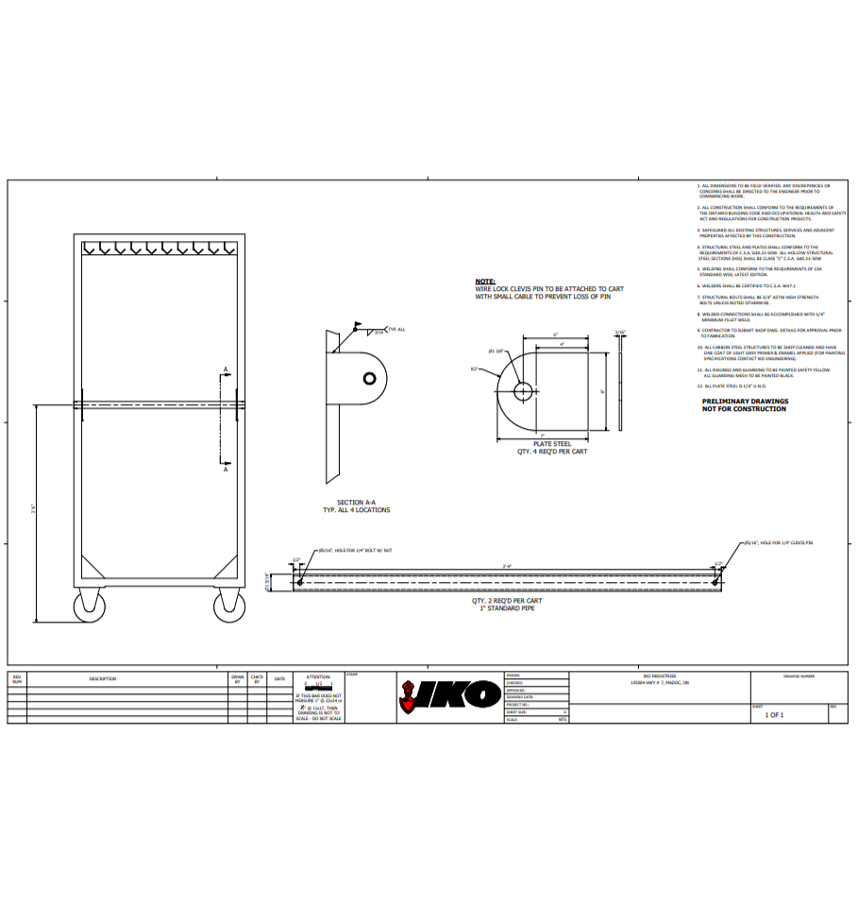 1. ALL DIMENSIONS TO BE FIELD VERIFIED. ANY DISCREPENCIES OR
CONCERNS SHALL BE DIRECTED TO THE ENGINEER PRIOR TO
COMMENCING WORK.
2. ALL CONSTRUCTION SHALL CONFORM TO THE REQUIREMENTS OF
THE ONTARIO BUILDING CODE AND OCCUPATIONAL HEALTH AND SAFETY
ACT AND REGULATIONS FOR CONSTRUCTION PROJECTS.
3. SAFEGUARD ALL EXISTING STRUCTURES, SERVICES AND ADJACENT
PROPERTIES AFFECTED BY THIS CONSTRUCTION.
4. STRUCTURAL STEEL AND PLATES SHALL CONFORM TO THE
REQUIREMENTS OF C.S.A. G40.21-50W. ALL HOLLOW STRUCTURAL
STEEL SECTIONS (HSS) SHALL BE CLASS "C" C.S.A. G40.21-50W
5. WELDING SHALL CONFORM TO THE REQUIREMENTS OF CSA
STANDARD W59, LATEST EDITION.
6. WELDERS SHALL BE CERTIFIED TO C.S.A. W47.1
7. STRUCTURAL BOLTS SHALL BE 3/4" ASTM HIGH STRENGTH
BOLTS UNLESS NOTED OTHERWISE.
8. WELDED CONNECTIONS SHALL BE ACCOMPLISHED WITH 1/4"
MINIMUM FILLET WELD.
9. CONTRACTOR TO SUBMIT SHOP DWG. DETAILS FOR APPROVAL PRIOR
TO FABRICATION.
10. ALL CARBON STEEL STRUCTURES TO BE SHOP CLEANED AND HAVE
ONE COAT OF LIGHT GREY PRIMER & ENAMEL APPLIED (FOR PAINTING
SPECIFICATIONS CONTACT IKO ENGINEERING).
11. ALL RAILINGS AND GUARDING TO BE PAINTED SAFETY YELLOW.
ALL GUARDING MESH TO BE PAINTED BLACK.
12. ALL PLATE STEEL IS 1/4" U.N.O.
PRELIMINARY DRAWINGS
NOT FOR CONSTRUCTION
NOTE:
WIRE LOCK CLEVIS PIN TO BE ATTACHED TO CART
WITH SMALL CABLE TO PREVENT LOSS OF PIN
TYP. ALL
A
A
3'-6"
SECTION A-A
TYP. ALL 4 LOCATIONS
5"
4"
Ø1 3/8"
R3"
6"
7"
3/16"
PLATE STEEL
QTY. 4 REQ'D PER CART
Ø5/16", HOLE FOR 1/4" BOLT W/ NUT
Ø5/16", HOLE FOR 1/4" CLEVIS PIN
1/2"
1/2"
2'-9"
Ø1 5/16"
QTY. 2 REQ'D PER CART
1" STANDARD PIPE
REV.
NUM
DESCRIPTION
DRWN
BY
CHK'D
BY
DATE
ATTENTION:
0 1/2 1
IF THIS BAR DOES NOT
MEASURE 1" @ 22x34 or
@ 11x17, THEN
DRAWING IS NOT TO
SCALE - DO NOT SCALE
STAMP
IKO
DRAWN:
CHECKED:
APPROVED:
DRAWING DATE:
PROJECT NO.:
SHEET SIZE:
SCALE: NTS
IKO INDUSTRIES
105084 HWY # 7, MADOC, ON
DRAWING NUMBER
SHEET
1 OF 1
REV